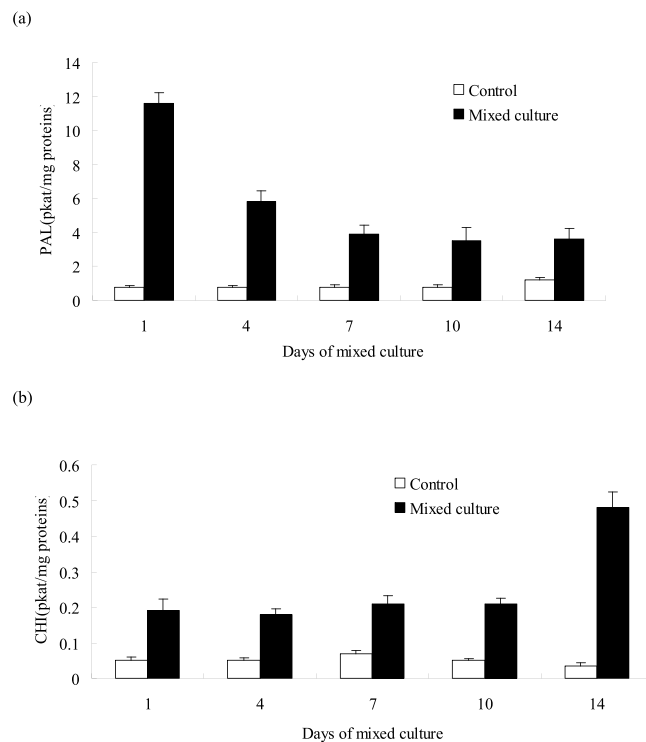 (a)
14
12
10
8
6
4
2
0
PAL(pkat/mg proteins)
Control
Mixed culture
1 4 7 10 14
Days of mixed culture
(b)
0.6
0.5
0.4
0.3
0.2
0.1
0
CHI(pkat/mg proteins)
Control
Mixed culture
1 4 7 10 14
Days of mixed culture